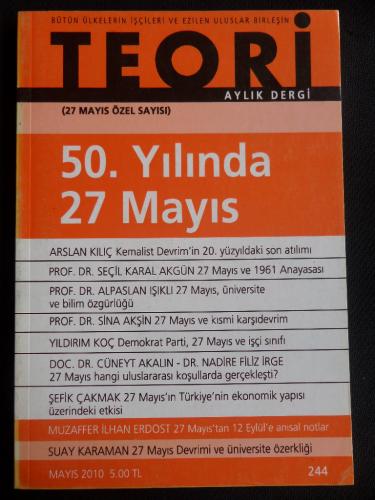 BÜTÜN ÜLKELERİN İŞÇİLERİ VE EZİLEN ULUSLAR BİRLEŞİN
TEORİ
AYLIK DERGİ
(27 MAYIS ÖZEL SAYISI)
50. Yılında
27 Mayıs
ARSLAN KILIÇ Kemalist Devrim'in 20. yüzyıldaki son atılımı
PROF. DR. SEÇİL KARAL AKGÜN 27 Mayıs ve 1961 Anayasası
PROF. DR. ALPASLAN IŞIKLI 27 Mayıs, üniversite
ve bilim özgürlüğü
PROF. DR. SİNA AKŞİN 27 Mayıs ve kısmi karşıdevrim
YILDIRIM KOÇ Demokrat Parti, 27 Mayıs ve işçi sınıfı
DOC. DR. CÜNEYT AKALIN - DR. NADİRE FİLİZ İRGE
27 Mayıs hangi uluslararası koşullarda gerçekleşti?
ŞEFİK ÇAKMAK 27 Mayıs'ın Türkiye'nin ekonomik yapısı
üzerindeki etkisi
MUZAFFER İLHAN ERDOST 27 Mayıs'tan 12 Eylül'e anısal notlar
SUAY KARAMAN 27 Mayıs Devrimi ve üniversite özerkliği
MAYIS 2010 5.00 TL 244